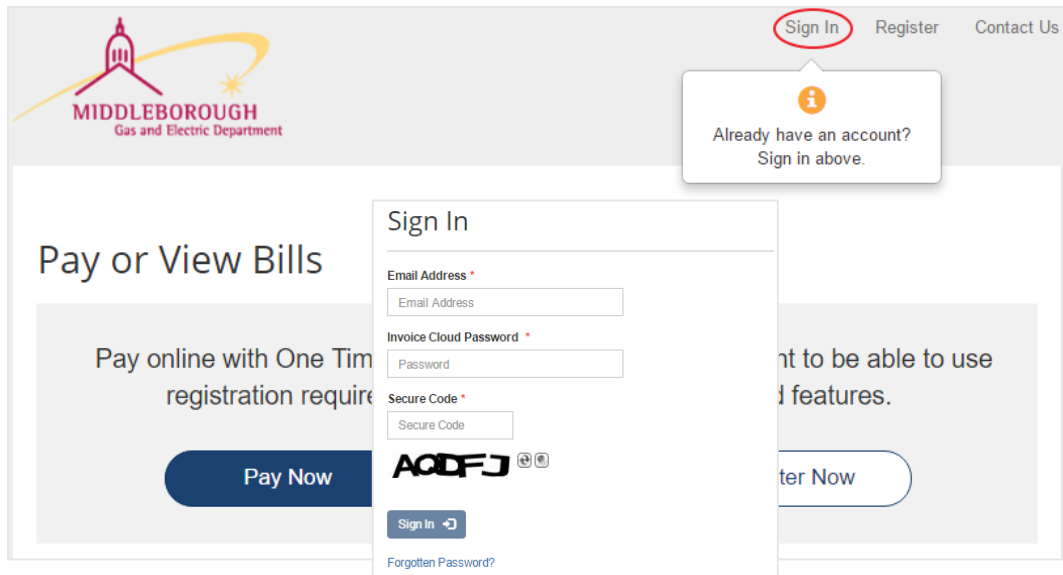 Sign In Register Contact Us
MIDDLEBOROUGH
Gas and Electric Department
Already have an account?
Sign in above.
Pay or View Bills
Pay online with One Tim
registration require
nt to be able to use
features.
Pay Now
ter Now
Sign In
Email Address *
Email Address
Invoice Cloud Password *
Password
Secure Code *
Secure Code
AQDFJ
Sign In
Forgotten Password?